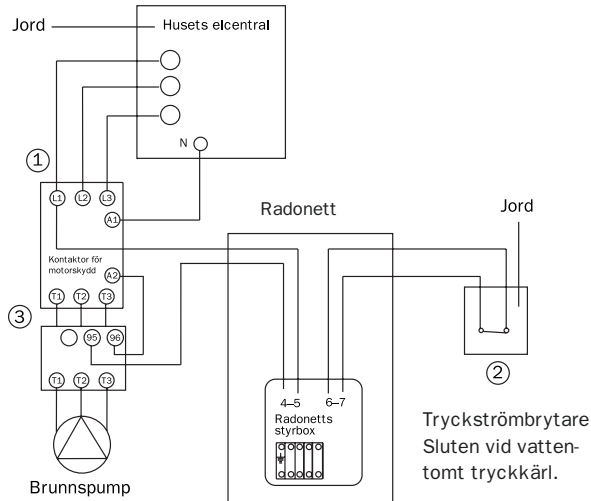 Jord
Husets elcentral
N
1
L1 L2 L3
A1
Kontaktor för
motorskydd
A2
T1 T2 T3
3
95 96
T1 T2 T3
Brunnspump
Radonett
4–5 6–7
Radonetts
styrbox
Jord
2
Tryckströmbrytare
Sluten vid vatten-
tomt tryckkärl.